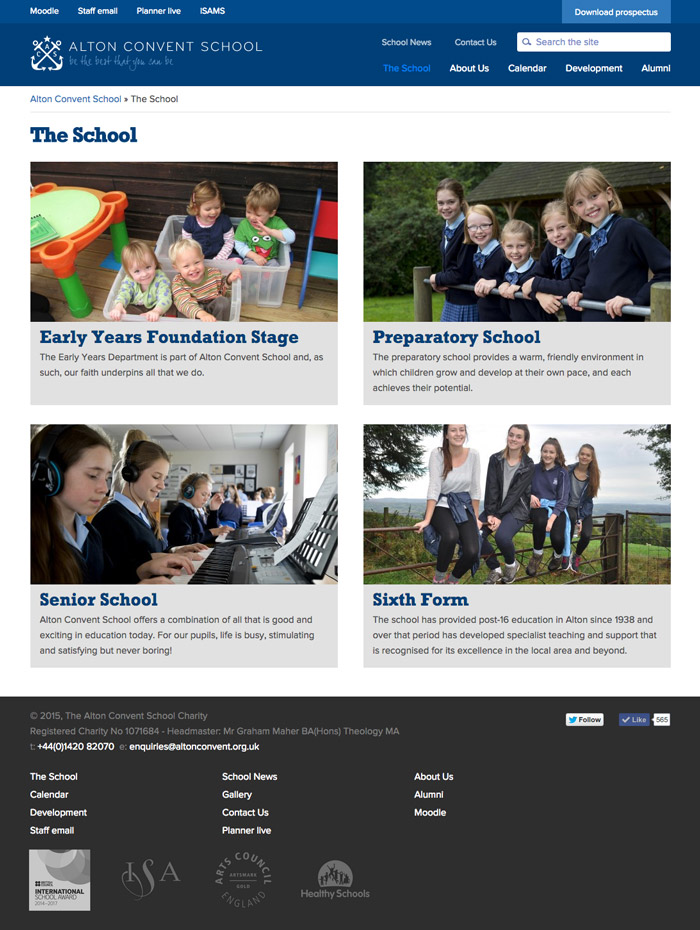 Moodle Staff email Planner live ISAMS Download prospectus
ALTON CONVENT SCHOOL
be the best that you can be
School News Contact Us Search the site
The School About Us Calendar Development Alumni
Alton Convent School » The School
The School
Early Years Foundation Stage
The Early Years Department is part of Alton Convent School and, as
such, our faith underpins all that we do.
Preparatory School
The preparatory school provides a warm, friendly environment in
which children grow and develop at their own pace, and each
achieves their potential.
Senior School
Alton Convent School offers a combination of all that is good and
exciting in education today. For our pupils, life is busy, stimulating
and satisfying but never boring!
Sixth Form
The school has provided post-16 education in Alton since 1938 and
over that period has developed specialist teaching and support that
is recognised for its excellence in the local area and beyond.
© 2015, The Alton Convent School Charity
Registered Charity No 1071684 - Headmaster: Mr Graham Maher BA(Hons) Theology MA
t: +44(0)1420 82070 e: enquiries@altonconvent.org.uk
Follow Like 565
The School School News About Us
Calendar Gallery Alumni
Development Contact Us Moodle
Staff email Planner live
BRITISH COUNCIL
INTERNATIONAL
SCHOOL AWARD
2014-2017
ISA
ARTS COUNCIL
ARTSMARK
GOLD
ENGLAND
Healthy Schools